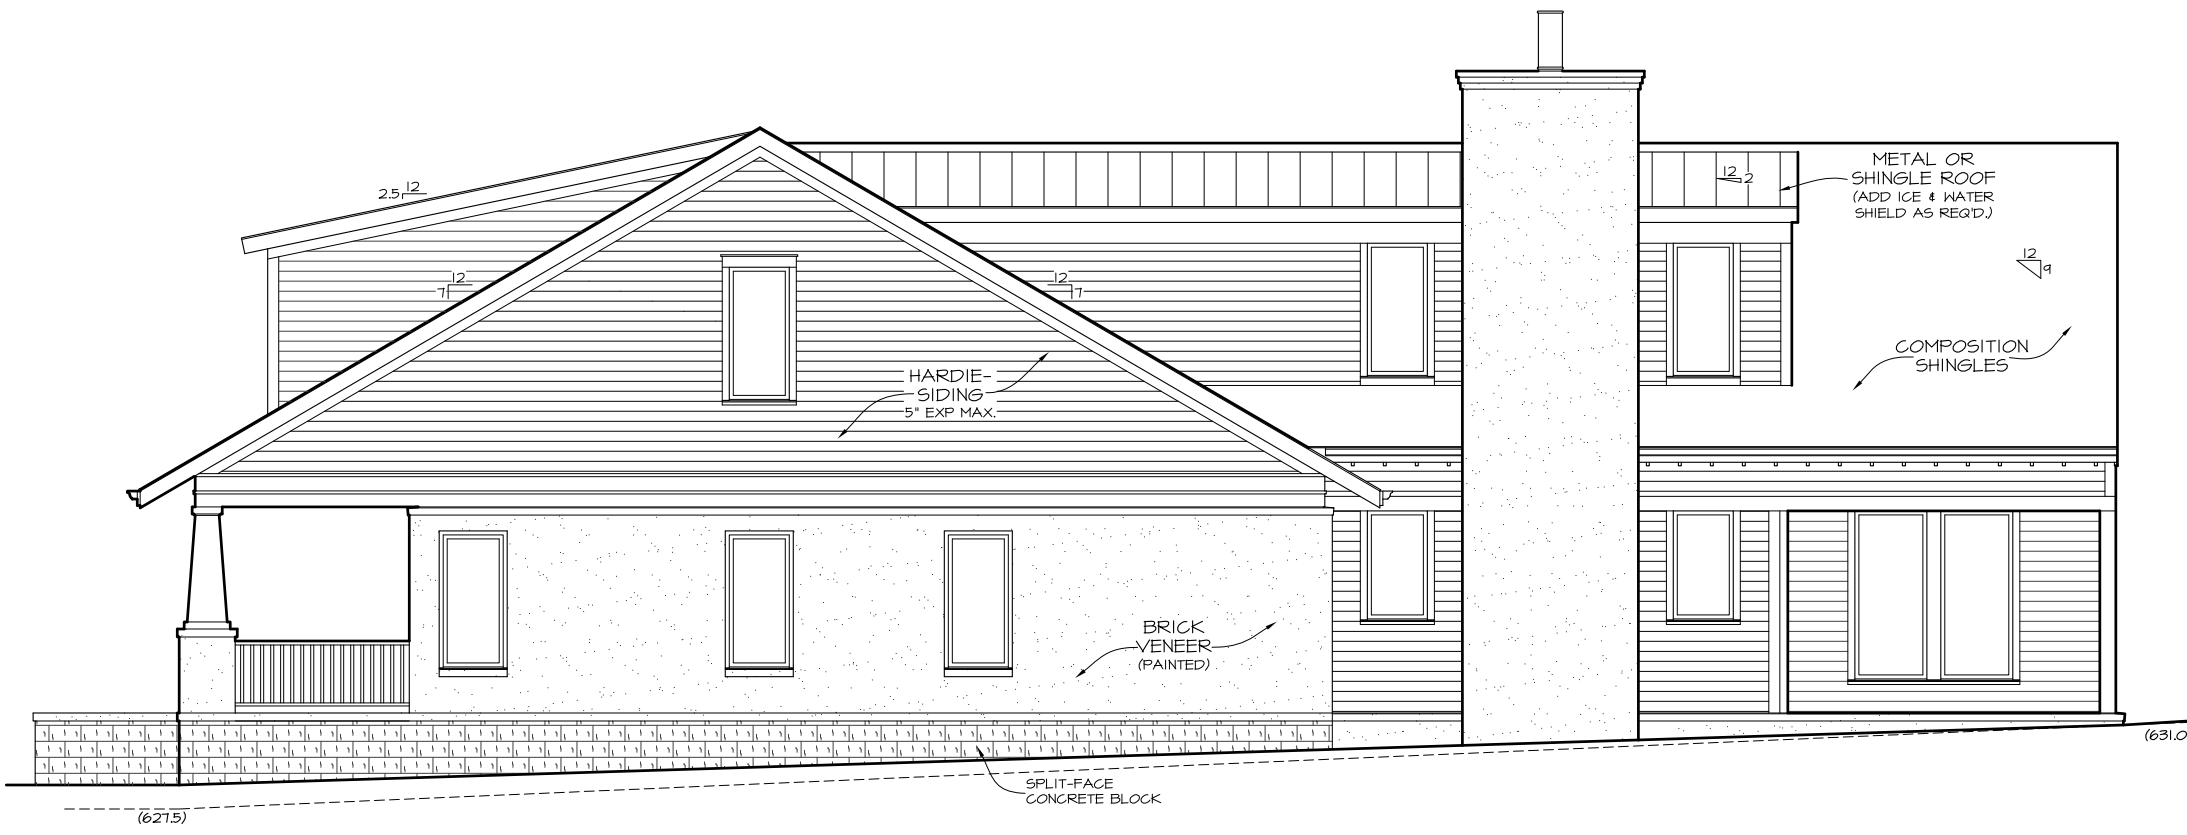 METAL OR
SHINGLE ROOF
(ADD ICE & WATER
SHIELD AS REQ'D.)
12
2
12
2.5
12
7
12
7
12
9
COMPOSITION
SHINGLES
HARDIE-
SIDING
5" EXP MAX.
BRICK
VENEER
(PAINTED)
SPLIT-FACE
CONCRETE BLOCK
(627.5)
(631.0